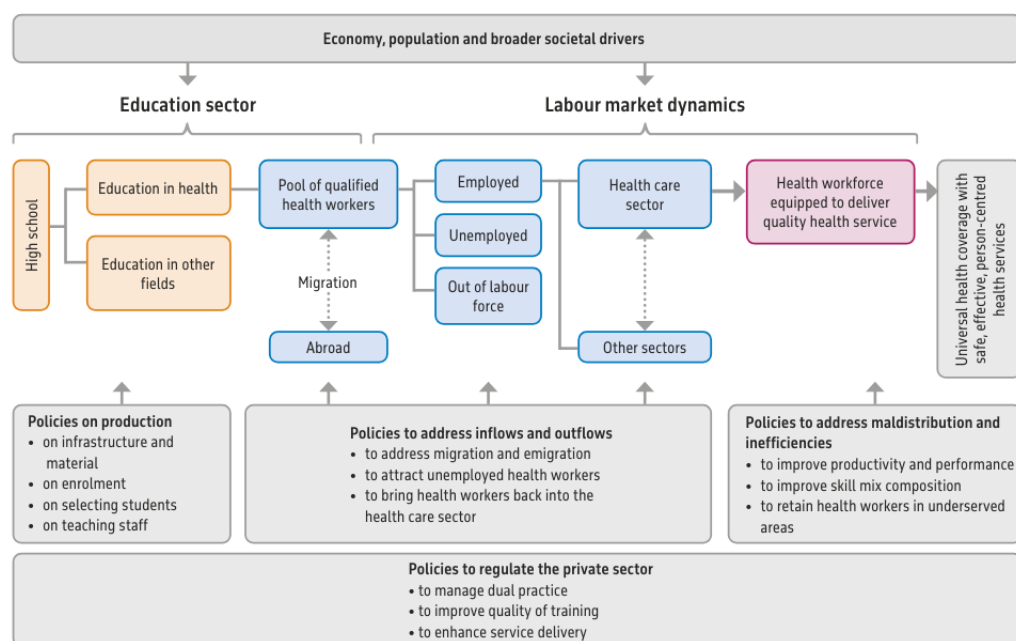 Economy, population and broader societal drivers
Education sector
Labour market dynamics
High school
Education in health
Education in other
fields
Pool of qualified
health workers
Migration
Abroad
Employed
Unemployed
Out of labour
force
Health care
sector
Other sectors
Health workforce
equipped to deliver
quality health service
Universal health coverage with
safe, effective, person-centred
health services
Policies on production
• on infrastructure and
material
• on enrolment
• on selecting students
• on teaching staff
Policies to address inflows and outflows
• to address migration and emigration
• to attract unemployed health workers
• to bring health workers back into the
health care sector
Policies to address maldistribution and
inefficiencies
• to improve productivity and performance
• to improve skill mix composition
• to retain health workers in underserved
areas
Policies to regulate the private sector
• to manage dual practice
• to improve quality of training
• to enhance service delivery